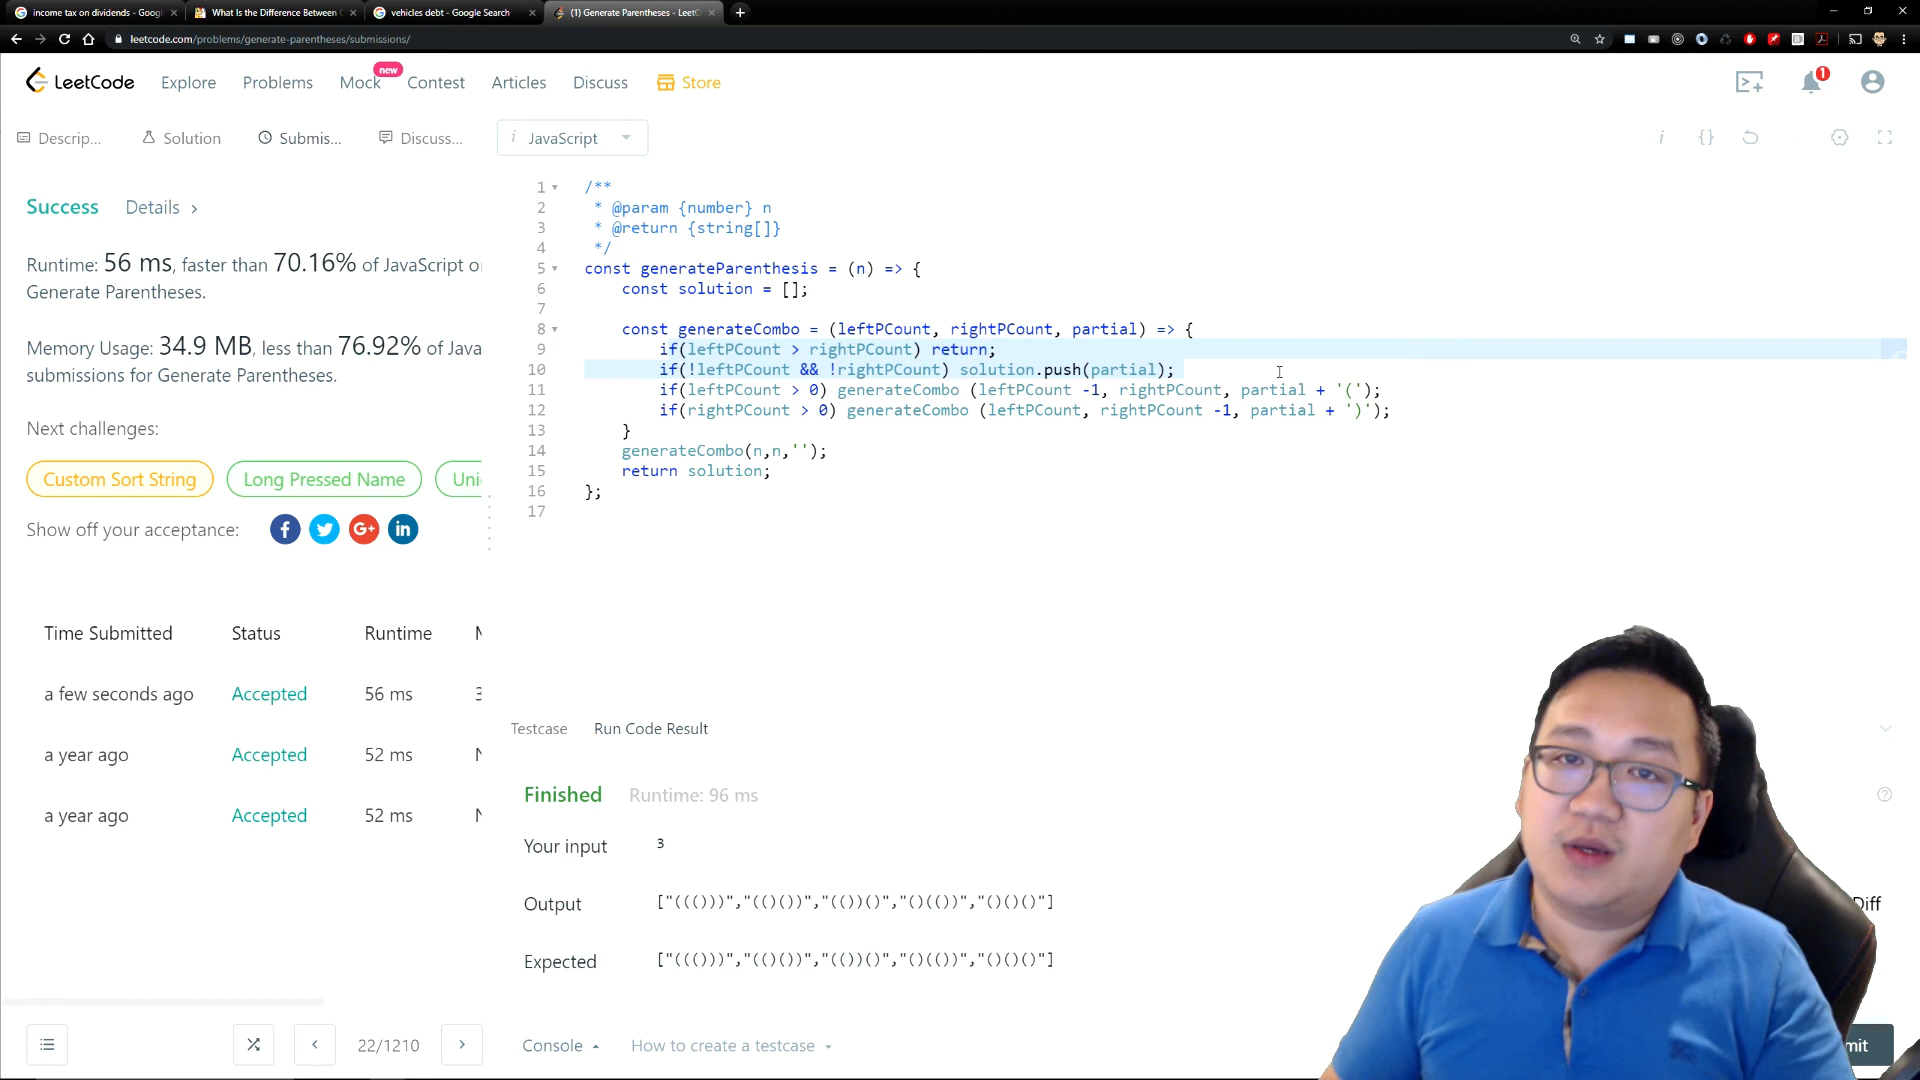 income tax on dividends - Googl
What Is the Difference Between C
vehicles debt - Google Search
(1) Generate Parentheses - LeetC
leetcode.com/problems/generate-parentheses/submissions/
LeetCode
Explore
Problems
Mock
new
Contest
Articles
Discuss
Store
1
Descrip...
Solution
Submis...
Discuss...
i JavaScript
i {}
Success Details >
Runtime: 56 ms, faster than 70.16% of JavaScript o
Generate Parentheses.
Memory Usage: 34.9 MB, less than 76.92% of Java
submissions for Generate Parentheses.
Next challenges:
Custom Sort String
Long Pressed Name
Uni
Show off your acceptance:
f
G+
in
Time Submitted Status Runtime
a few seconds ago Accepted 56 ms 3
a year ago Accepted 52 ms N
a year ago Accepted 52 ms N
22/1210
1 /**
2 * @param {number} n
3 * @return {string[]}
4 */
5 const generateParenthesis = (n) => {
6 const solution = [];
7
8 const generateCombo = (leftPCount, rightPCount, partial) => {
9 if(leftPCount > rightPCount) return;
10 if(!leftPCount && !rightPCount) solution.push(partial);
11 if(leftPCount > 0) generateCombo (leftPCount -1, rightPCount, partial + '(');
12 if(rightPCount > 0) generateCombo (leftPCount, rightPCount -1, partial + ')');
13 }
14 generateCombo(n,n,'');
15 return solution;
16 };
17
Testcase Run Code Result
Finished Runtime: 96 ms
Your input 3
Output ["((()))","(()())","(())()","()(())","()()()"]
Diff
Expected ["((()))","(()())","(())()","()(())","()()()"]
Console
How to create a testcase
mit